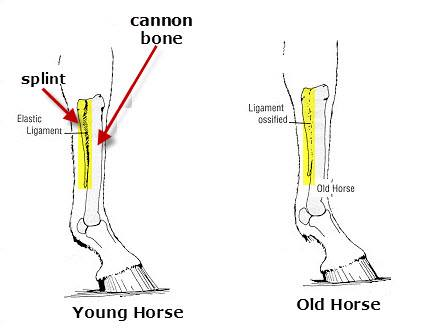 cannon
bone
splint
Elastic
Ligament
Young Horse
Ligament
ossified
Old Horse
Old Horse